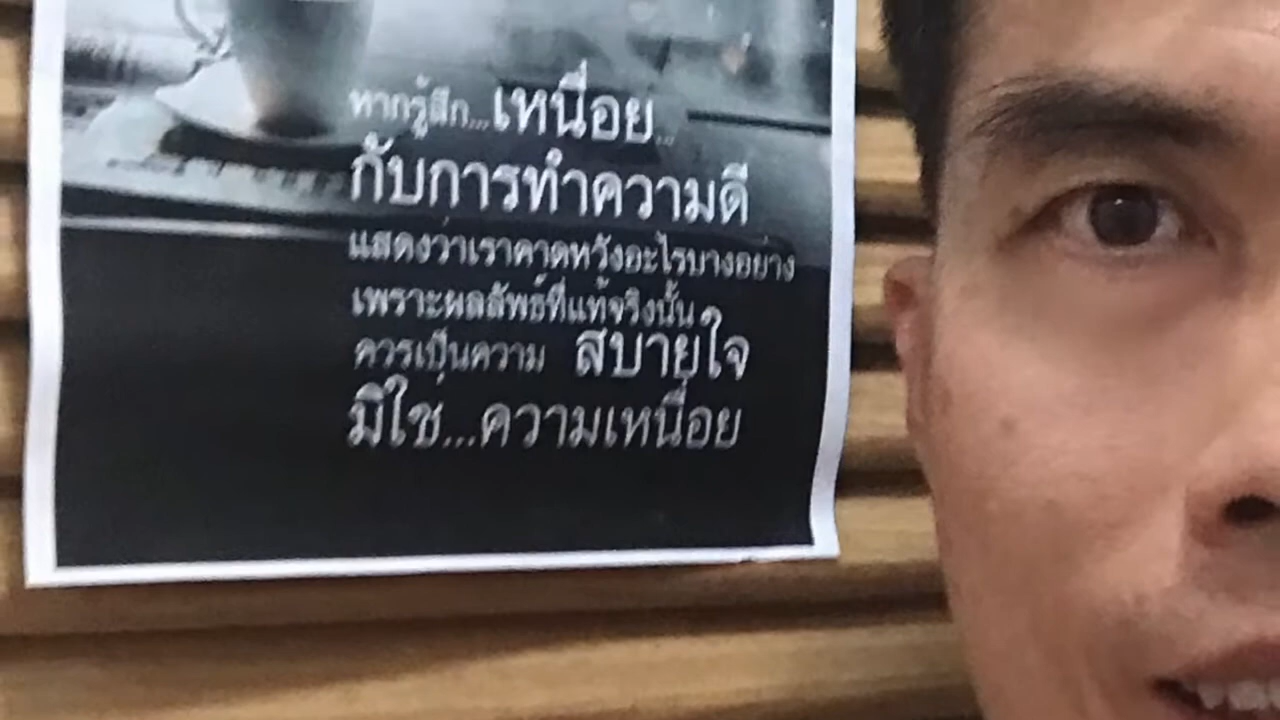 หากรู้สึก...เหนื่อย...
กับการทำความดี
แสดงว่าเราคาดหวังอะไรบางอย่าง
เพราะผลลัพธ์ที่แท้จริงนั้น
ควรเป็นความ สบายใจ
มิใช่...ความเหนื่อย